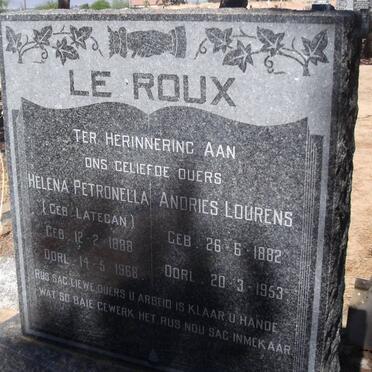 LE ROUX
TER HERINNERING AAN
ONS GELIEFDE OUERS
HELENA PETRONELLA
(GEB LATEGAN)
GEB. 12-2-1888
OORL. 14-5-1968
ANDRIES LOURENS
GEB. 26-6-1882
OORL. 20-3-1953
RUS SAG LIEWE OUERS U ARBEID IS KLAAR U HANDE
WAT SO BAIE GEWERK HET RUS NOU SAG INMEKAAR